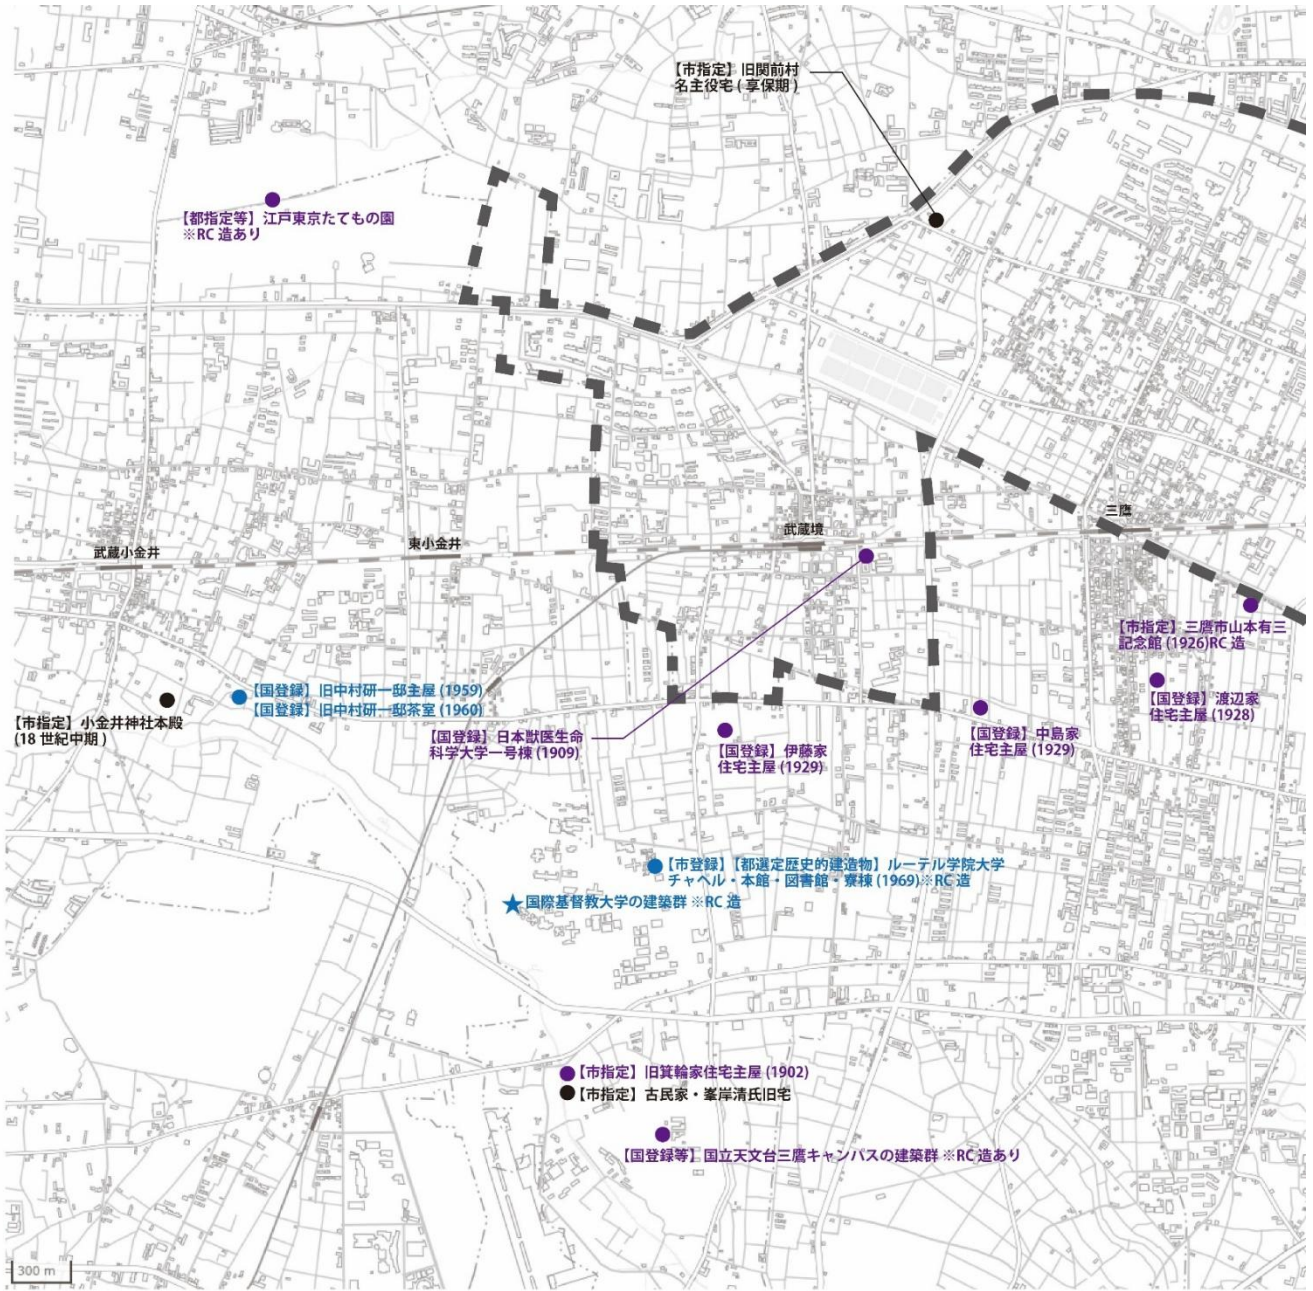 【市指定】旧関前村
名主役宅 ( 享保期 )
【都指定等】江戸東京たてもの園
※RC 造あり
三鷹
武蔵境
東小金井
武蔵小金井
【市指定】三鷹市山本有三
記念館 (1926)RC 造
【国登録】渡辺家
住宅主屋 (1928)
【国登録】旧中村研一邸主屋 (1959)
【国登録】旧中村研一邸茶室 (1960)
【市指定】小金井神社本殿
(18 世紀中期 )
【国登録】日本獣医生命
科学大学一号棟 (1909)
【国登録】伊藤家
住宅主屋 (1929)
【国登録】中島家
住宅主屋 (1929)
【市登録】【都選定歴史的建造物】ルーテル学院大学
チャペル・本館・図書館・寮棟 (1969)※RC 造
国際基督教大学の建築群 ※RC 造
【市指定】旧箕輪家住宅主屋 (1902)
【市指定】古民家・峯岸清氏旧宅
【国登録等】国立天文台三鷹キャンパスの建築群 ※RC 造あり
300 m